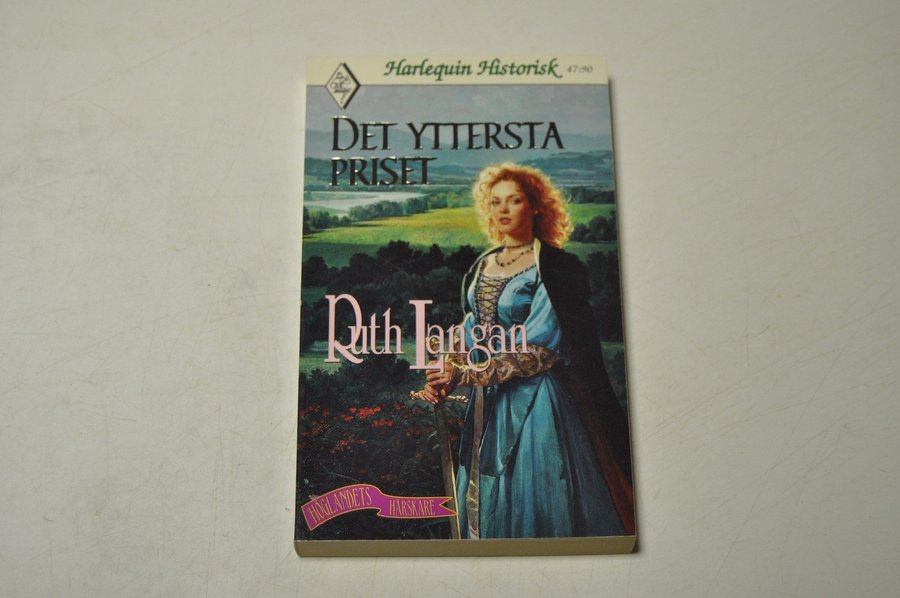 Harlequin Historisk 47:90
DET YTTERSTA
PRISET
Ruth Langan
HÖGLANDETS HÄRSKARE